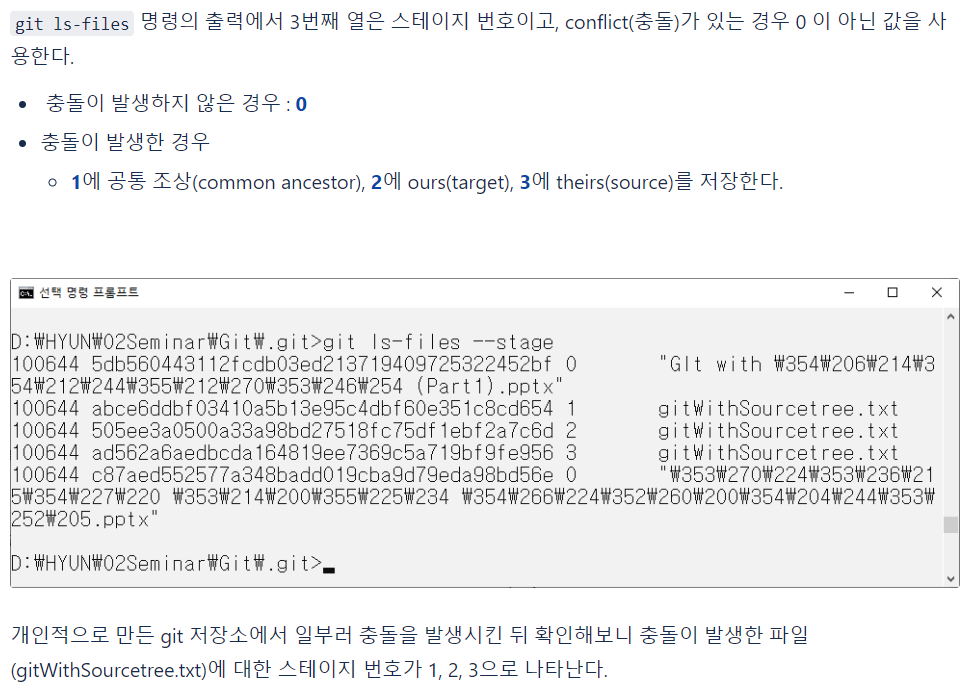 git ls-files 명령의 출력에서 3번째 열은 스테이지 번호이고, conflict(충돌)가 있는 경우 0 이 아닌 값을 사
용한다.
• 충돌이 발생하지 않은 경우 : 0
• 충돌이 발생한 경우
○ 1에 공통 조상(common ancestor), 2에 ours(target), 3에 theirs(source)를 저장한다.
선택 명령 프롬프트
D:₩HYUN₩02Seminar₩Git₩.git>git ls-files --stage
100644 5db560443112fcdb03ed213719409725322452bf 0 "GIt with ₩354₩206₩214₩3
54₩212₩244₩355₩212₩270₩353₩246₩254 (Part1).pptx"
100644 abce6ddbf03410a5b13e95c4dbf60e351c8cd654 1 gitWithSourcetree.txt
100644 505ee3a0500a33a98bd27518fc75df1ebf2a7c6d 2 gitWithSourcetree.txt
100644 ad562a6aedbcda164819ee7369c5a719bf9fe956 3 gitWithSourcetree.txt
100644 c87aed552577a348badd019cba9d79eda98bd56e 0 "₩353₩270₩224₩353₩236₩21
5₩354₩227₩220 ₩353₩214₩200₩355₩225₩234 ₩354₩266₩224₩352₩260₩200₩354₩204₩244₩353₩
252₩205.pptx"
D:₩HYUN₩02Seminar₩Git₩.git>
개인적으로 만든 git 저장소에서 일부러 충돌을 발생시킨 뒤 확인해보니 충돌이 발생한 파일
(gitWithSourcetree.txt)에 대한 스테이지 번호가 1, 2, 3으로 나타난다.